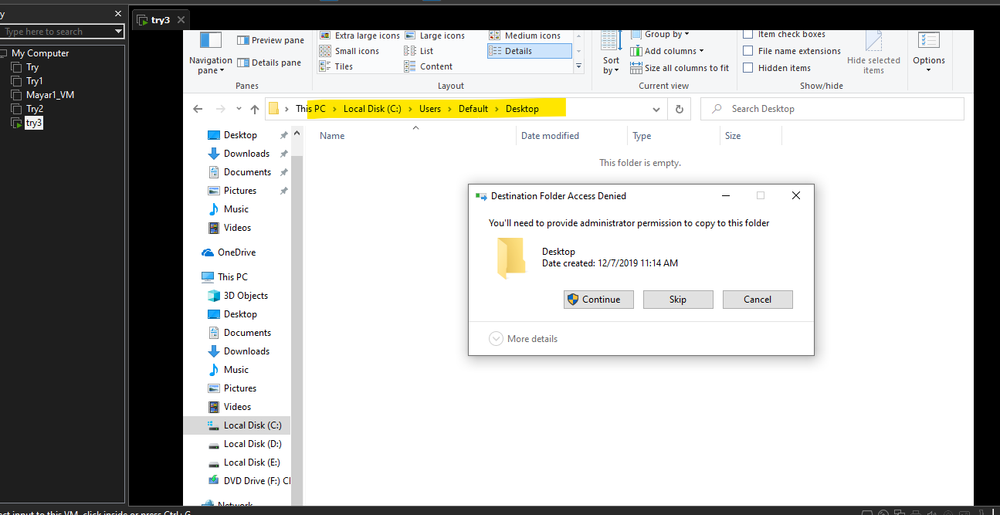 y
try3
Type here to search
My Computer
Try
Try1
Mayar1_VM
Try2
try3
Navigation
pane
Preview pane
Details pane
Panes
Extra large icons
Large icons
Medium icons
Small icons
List
Details
Tiles
Content
Layout
Sort
by
Group by
Add columns
Size all columns to fit
Current view
Item check boxes
File name extensions
Hidden items
Hide selected
items
Show/hide
Options
This PC
Local Disk (C:)
Users
Default
Desktop
Search Desktop
Desktop
Downloads
Documents
Pictures
Music
Videos
OneDrive
This PC
3D Objects
Desktop
Documents
Downloads
Music
Pictures
Videos
Local Disk (C:)
Local Disk (D:)
Local Disk (E:)
DVD Drive (F:) C
Network
Name
Date modified
Type
Size
This folder is empty.
Destination Folder Access Denied
You'll need to provide administrator permission to copy to this folder
Desktop
Date created: 12/7/2019 11:14 AM
Continue
Skip
Cancel
More details
ect input to this VM, click inside or press Ctrl+G.